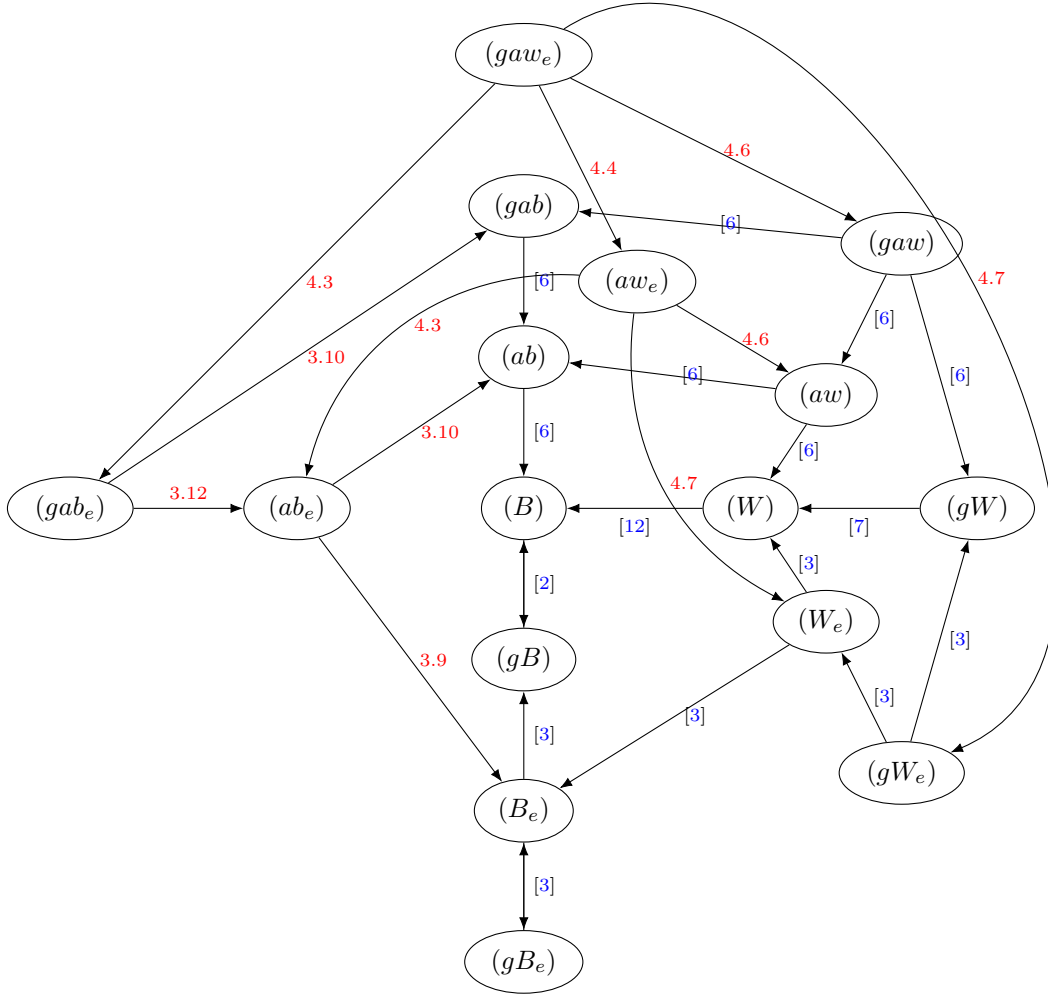 (gaw_e)
4.6
4.4
(gab)
[6]
(gaw)
4.3
[6]
(aw_e)
4.7
4.3
[6]
4.6
3.10
(ab)
[6]
[6]
(aw)
3.10
[6]
[6]
4.7
3.12
(gab_e)
(ab_e)
(B)
(W)
(gW)
[12]
[7]
[3]
[2]
(W_e)
3.9
(gB)
[3]
[3]
[3]
[3]
(gW_e)
(B_e)
[3]
(gB_e)